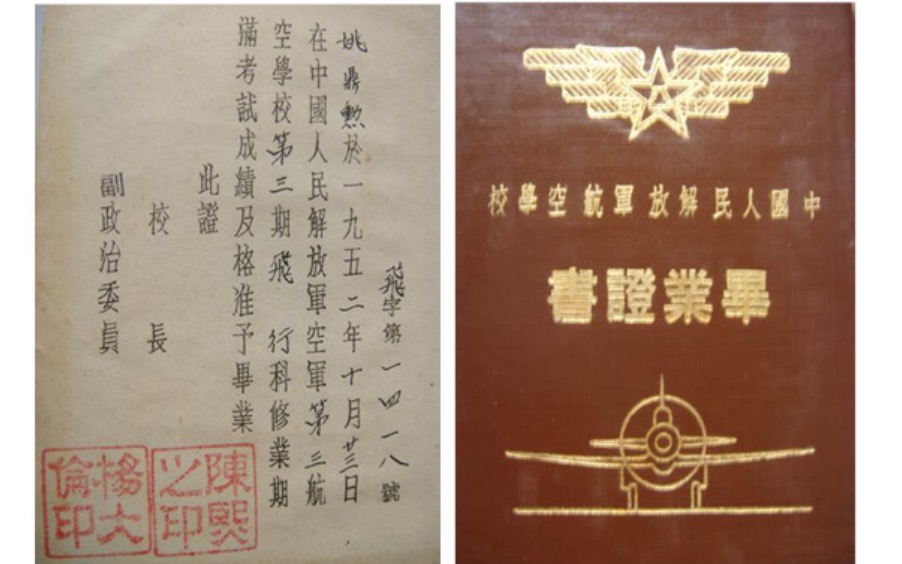 飛字第一四一八號
姚鼎勲於一九五二年十月廿三日
在中國人民解放軍空軍第三航
空學校第三期飛行科修業期
滿考試成績及格准予畢業
此證
校長
副政治委員
陳熙之印
楊大倫印
中國人民解放軍航空學校
畢業證書